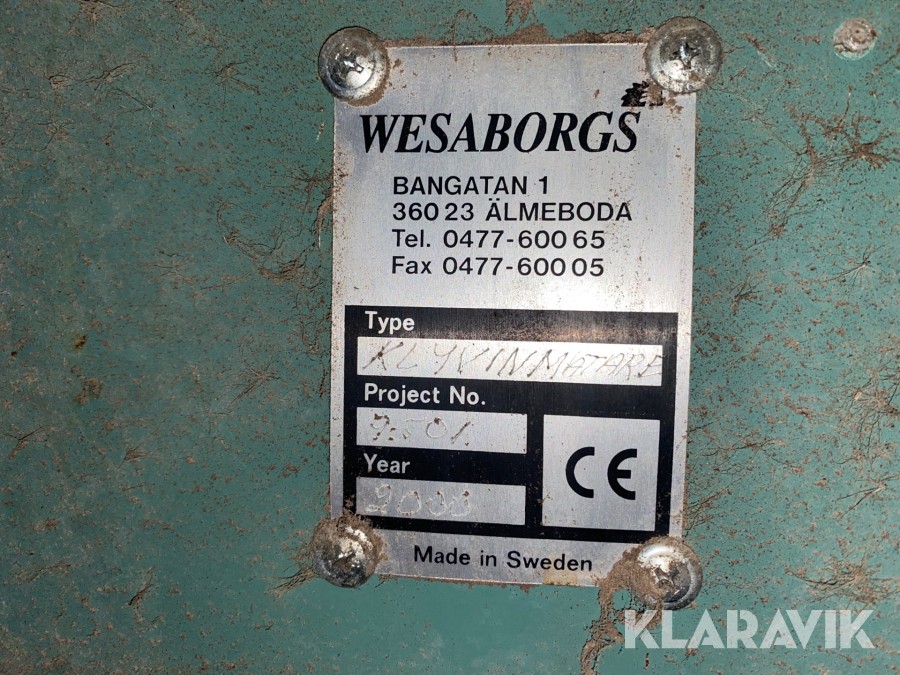 WESABORGS
BANGATAN 1
360 23 ÄLMEBODA
Tel. 0477-600 65
Fax 0477-600 05
Type
KLYVINMATARE
Project No.
Year
2000
CE
Made in Sweden
KLARAVIK